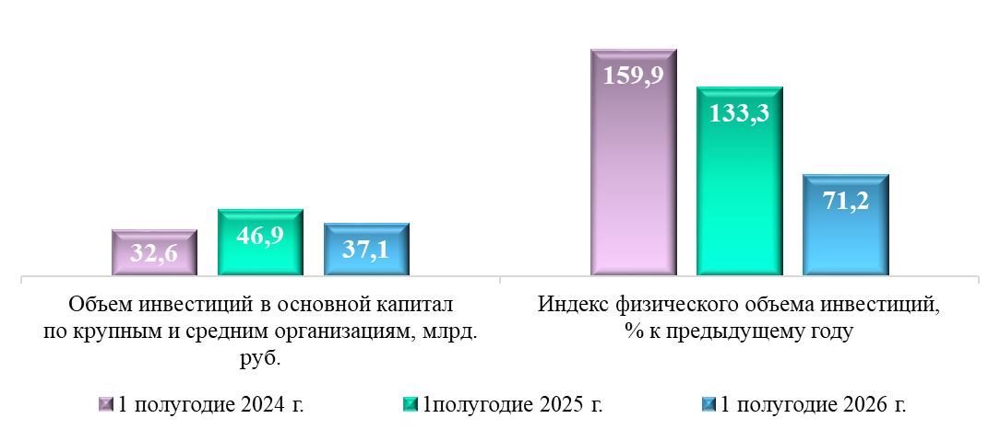 159,9
133,3
71,2
32,6
46,9
37,1
Объем инвестиций в основной капитал
по крупным и средним организациям, млрд.
руб.
Индекс физического объема инвестиций,
% к предыдущему году
1 полугодие 2024 г.
1полугодие 2025 г.
1 полугодие 2026 г.